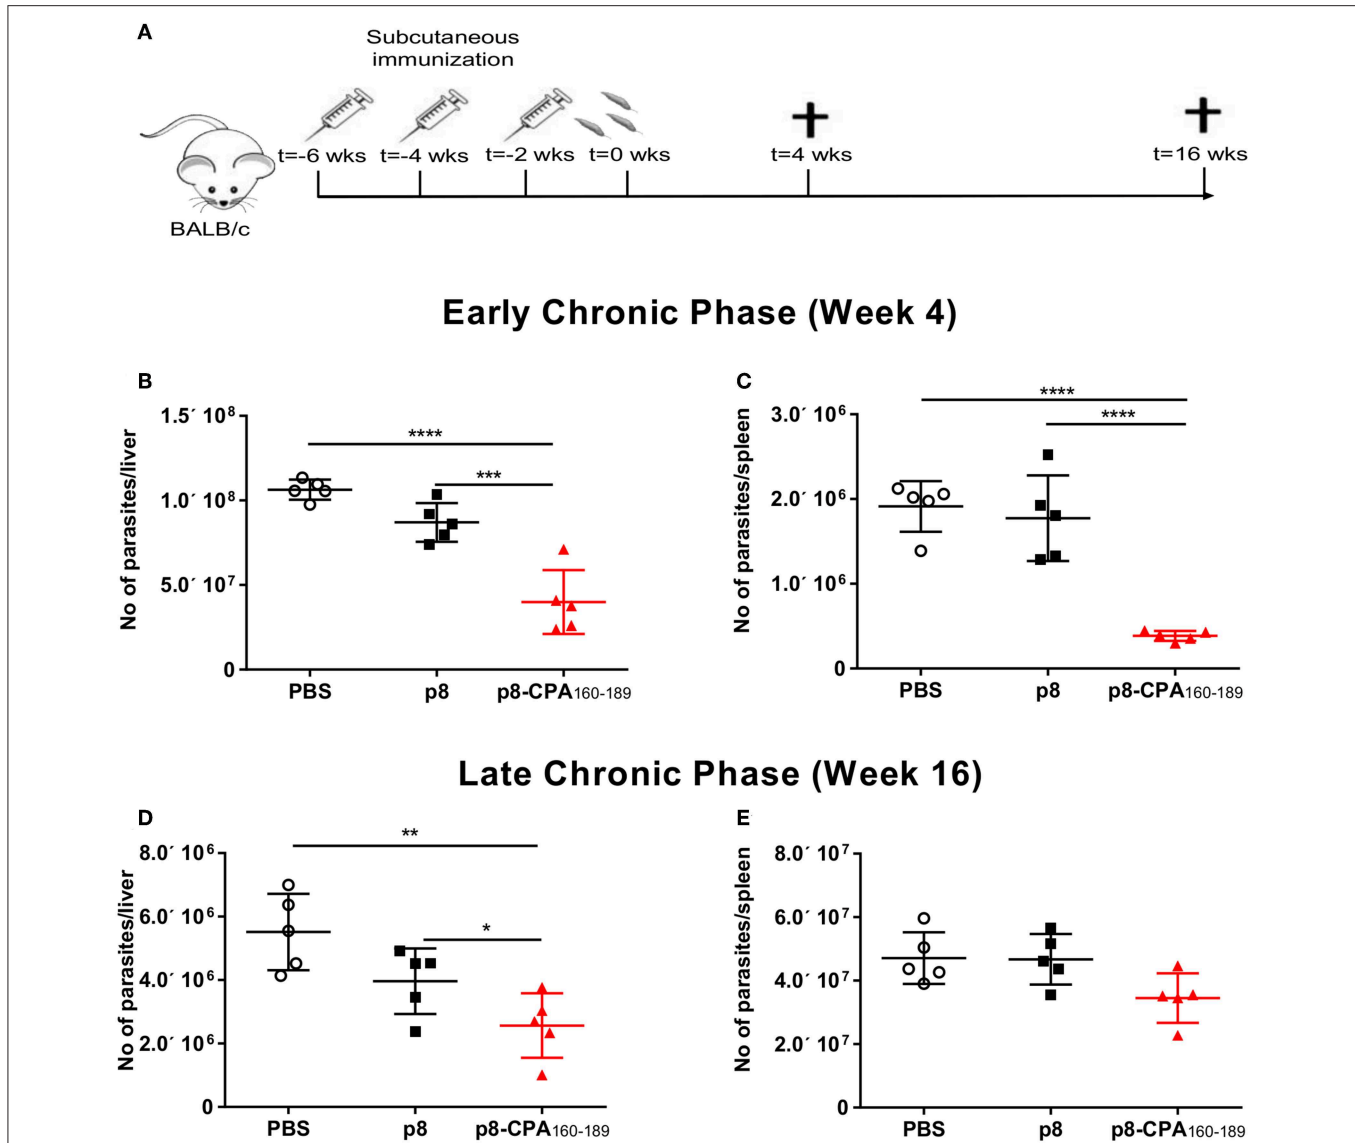 A
Subcutaneous
immunization
t=-6 wks t=-4 wks t=-2 wks t=0 wks t=4 wks t=16 wks
BALB/c
Early Chronic Phase (Week 4)
B
No of parasites/liver
1.5´ 10⁸
1.0´ 10⁸
5.0´ 10⁷
0
****
***
PBS p8 p8-CPA₁₆₀₋₁₈₉
C
No of parasites/spleen
3.0´ 10⁶
2.0´ 10⁶
1.0´ 10⁶
0
****
****
PBS p8 p8-CPA₁₆₀₋₁₈₉
Late Chronic Phase (Week 16)
D
No of parasites/liver
8.0´ 10⁶
6.0´ 10⁶
4.0´ 10⁶
2.0´ 10⁶
0
**
*
PBS p8 p8-CPA₁₆₀₋₁₈₉
E
No of parasites/spleen
8.0´ 10⁷
6.0´ 10⁷
4.0´ 10⁷
2.0´ 10⁷
0
PBS p8 p8-CPA₁₆₀₋₁₈₉